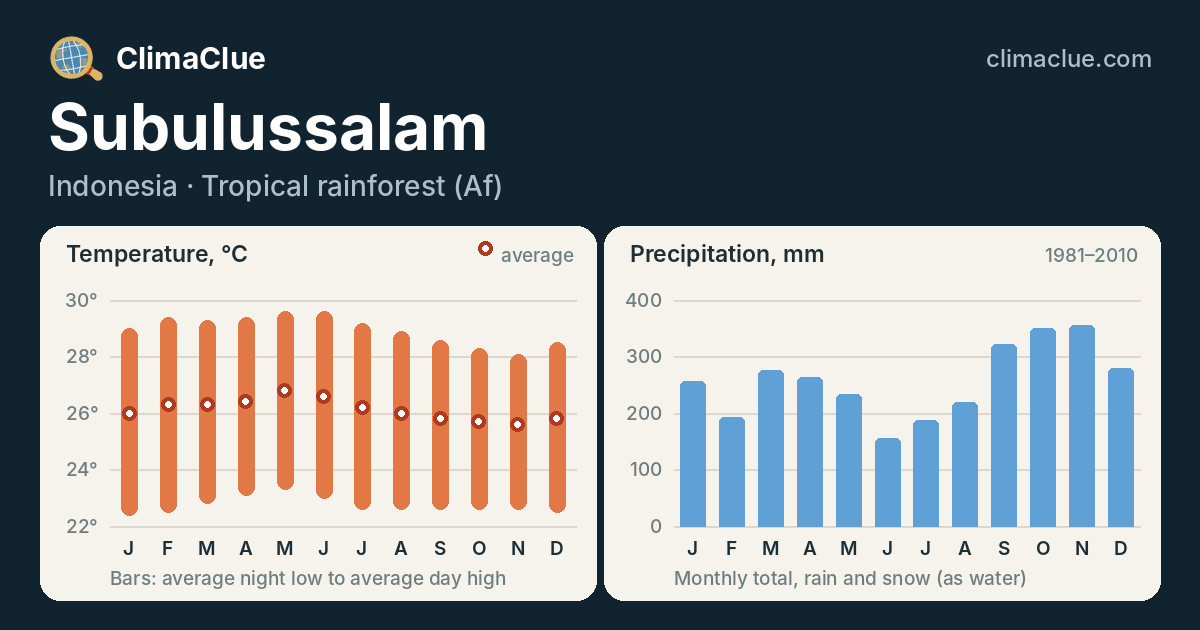 ClimaClue
climaclue.com
Subulussalam
Indonesia · Tropical rainforest (Af)
Temperature, °C
average
30°
28°
26°
24°
22°
J F M A M J J A S O N D
Bars: average night low to average day high
Precipitation, mm
1981–2010
400
300
200
100
0
J F M A M J J A S O N D
Monthly total, rain and snow (as water)